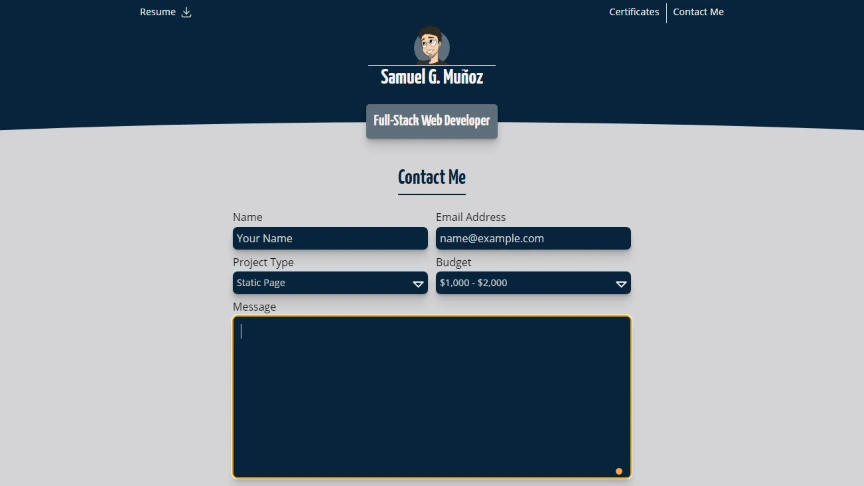 Resume
Certificates
Contact Me
Samuel G. Muñoz
Full-Stack Web Developer
Contact Me
Name
Email Address
Your Name
name@example.com
Project Type
Budget
Static Page
$1,000 - $2,000
Message